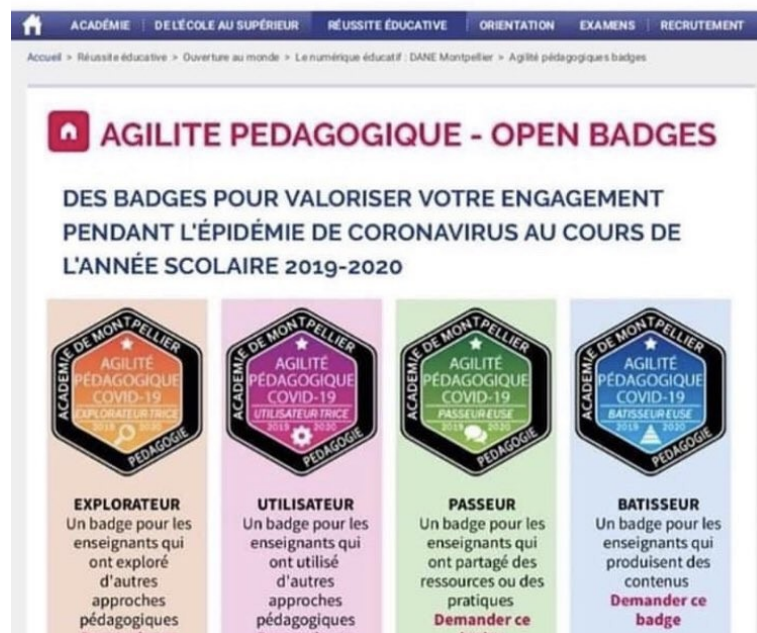 ACADÉMIE
DE L'ÉCOLE AU SUPÉRIEUR
RÉUSSITE ÉDUCATIVE
ORIENTATION
EXAMENS
RECRUTEMENT
Accueil > Réussite éducative > Ouverture au monde > Le numérique éducatif : DANE Montpellier > Agilité pédagogiques badges
AGILITE PEDAGOGIQUE - OPEN BADGES
DES BADGES POUR VALORISER VOTRE ENGAGEMENT
PENDANT L'ÉPIDÉMIE DE CORONAVIRUS AU COURS DE
L'ANNÉE SCOLAIRE 2019-2020
ACADEMIE DE MONTPELLIER
AGILITÉ
PÉDAGOGIQUE
COVID-19
EXPLORATEUR·TRICE
2019 2020
PEDAGOGIE
EXPLORATEUR
Un badge pour les
enseignants qui
ont exploré
d'autres
approches
pédagogiques
ACADEMIE DE MONTPELLIER
AGILITÉ
PÉDAGOGIQUE
COVID-19
UTILISATEUR·TRICE
2019 2020
PEDAGOGIE
UTILISATEUR
Un badge pour les
enseignants qui
ont utilisé
d'autres
approches
pédagogiques
ACADEMIE DE MONTPELLIER
AGILITÉ
PÉDAGOGIQUE
COVID-19
PASSEUR·EUSE
2019 2020
PEDAGOGIE
PASSEUR
Un badge pour les
enseignants qui
ont partagé des
ressources ou des
pratiques
Demander ce
ACADEMIE DE MONTPELLIER
AGILITÉ
PÉDAGOGIQUE
COVID-19
BATISSEUR·EUSE
2019 2020
PEDAGOGIE
BATISSEUR
Un badge pour les
enseignants qui
produisent des
contenus
Demander ce
badge